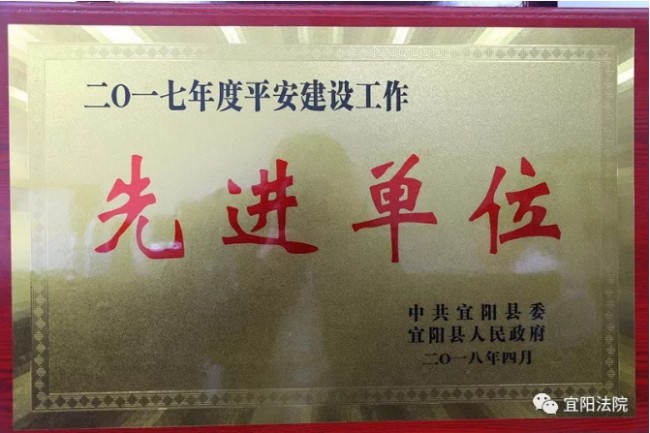 二〇一七年度平安建设工作
先进单位
中共宜阳县委
宜阳县人民政府
二〇一八年四月
宜阳法院